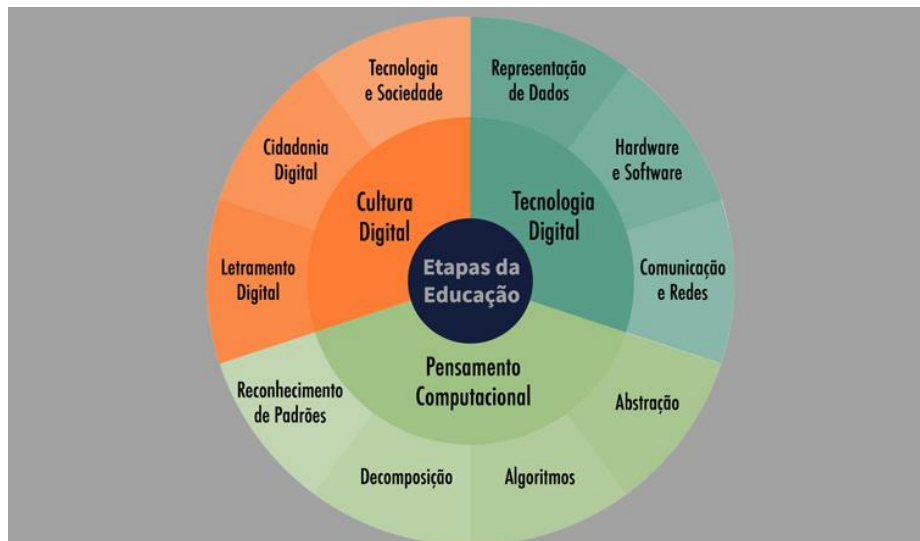 Tecnologia
e Sociedade
Representação
de Dados
Cidadania
Digital
Hardware
e Software
Cultura
Digital
Tecnologia
Digital
Letramento
Digital
Etapas da
Educação
Comunicação
e Redes
Pensamento
Computacional
Reconhecimento
de Padrões
Abstração
Decomposição
Algoritmos